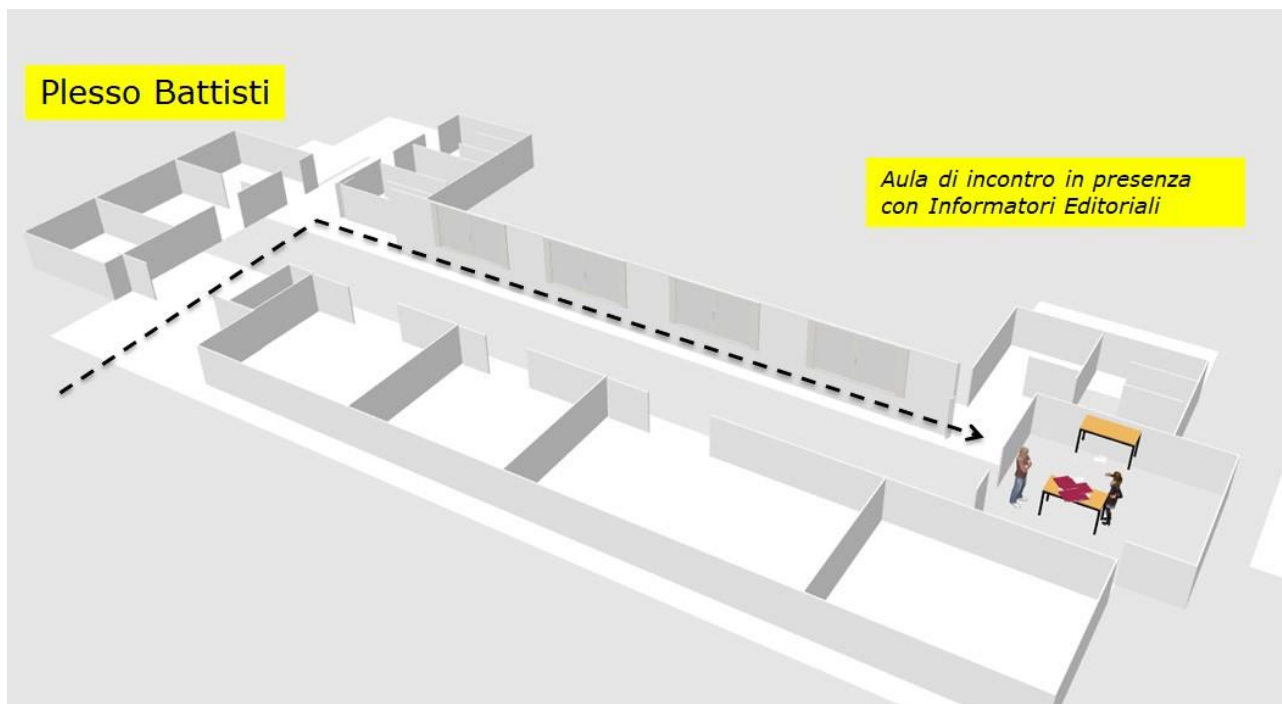 Plesso Battisti
Aula di incontro in presenza
con Informatori Editoriali